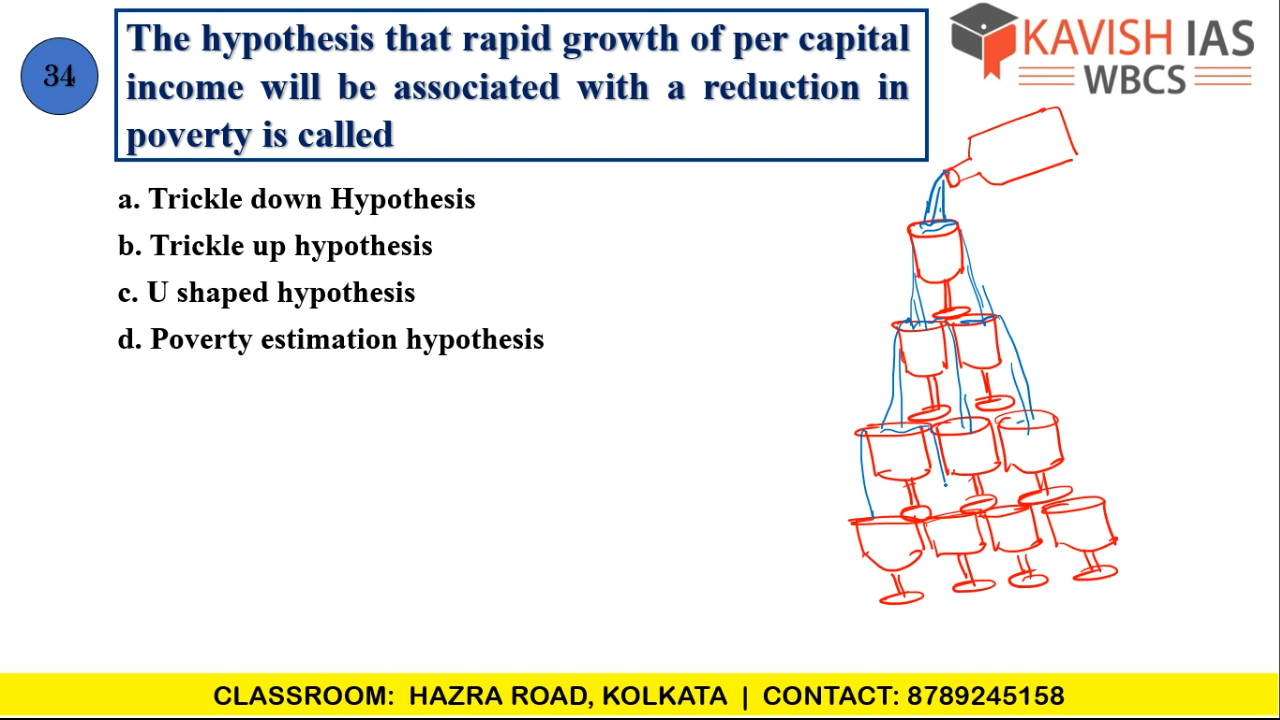 34
The hypothesis that rapid growth of per capital
income will be associated with a reduction in
poverty is called
KAVISH IAS
WBCS
a. Trickle down Hypothesis
b. Trickle up hypothesis
c. U shaped hypothesis
d. Poverty estimation hypothesis
CLASSROOM: HAZRA ROAD, KOLKATA | CONTACT: 8789245158